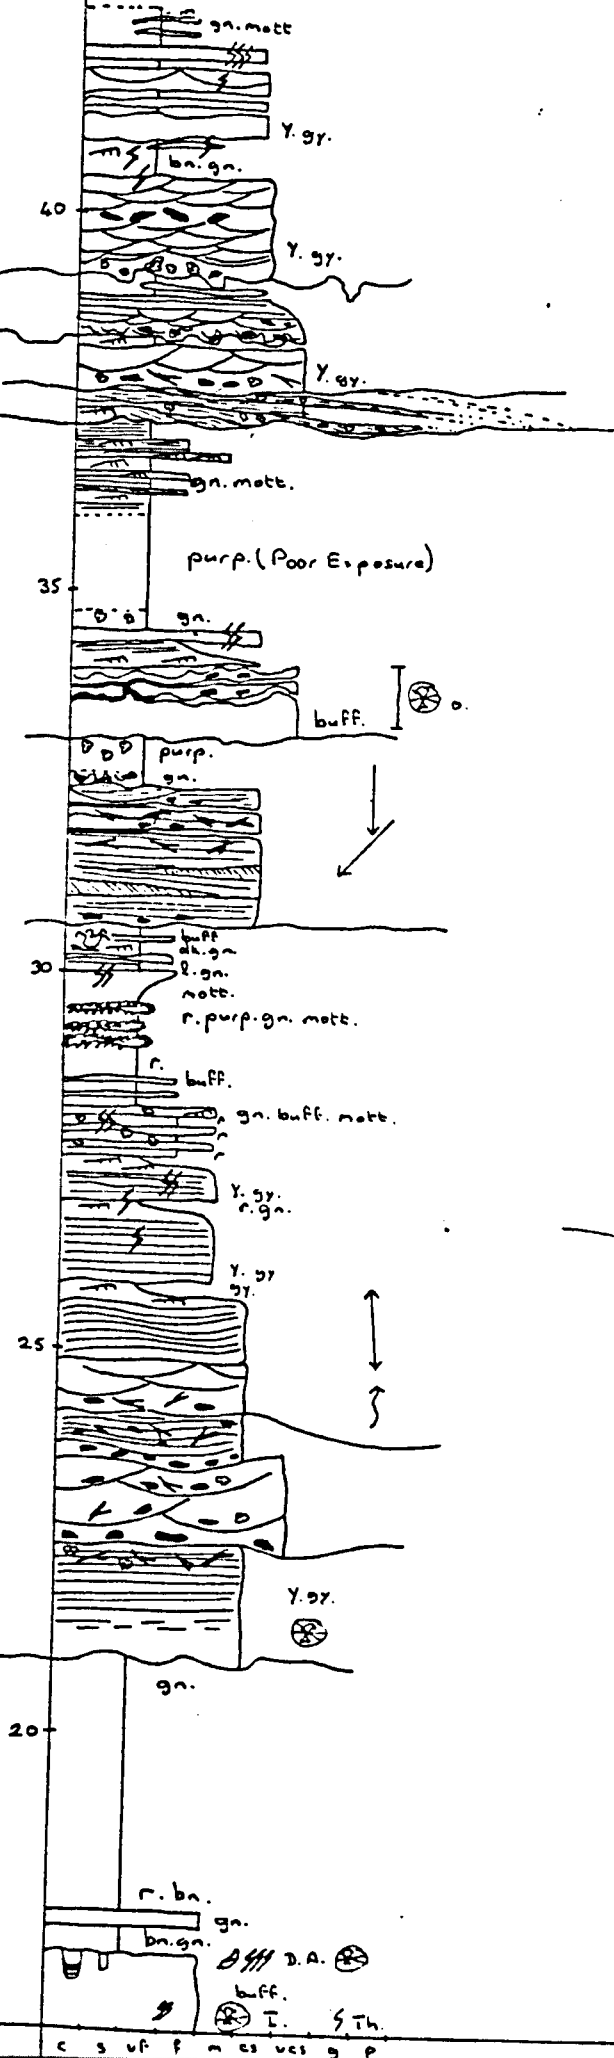 gn. mott
Y. gy.
bn. gn.
40
Y. gy.
Y. gy.
gn. mott.
purp. (Poor Exposure)
35
gn.
buff. o.
purp.
gn.
buff
dk. gn.
30
l. gn.
mott.
r. purp. gn. mott.
r.
buff.
gn. buff. mott.
r
r
r
Y. gy.
r. gn.
Y. gy
gy.
25
Y. gy.
gn.
20
r. bn.
gn.
bn. gn.
D. A.
buff.
I. Th.
c s vf f m cs vcs g p